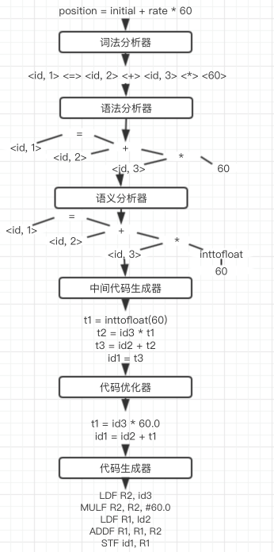 position = initial + rate * 60
词法分析器
<id, 1> <=> <id, 2> <+> <id, 3> <*> <60>
语法分析器
=
<id, 1>
+
<id, 2>
*
<id, 3>
60
语义分析器
=
<id, 1>
+
<id, 2>
*
<id, 3>
inttofloat
60
中间代码生成器
t1 = inttofloat(60)
t2 = id3 * t1
t3 = id2 + t2
id1 = t3
代码优化器
t1 = id3 * 60.0
id1 = id2 + t1
代码生成器
LDF R2, id3
MULF R2, R2, #60.0
LDF R1, Id2
ADDF R1, R1, R2
STF id1, R1